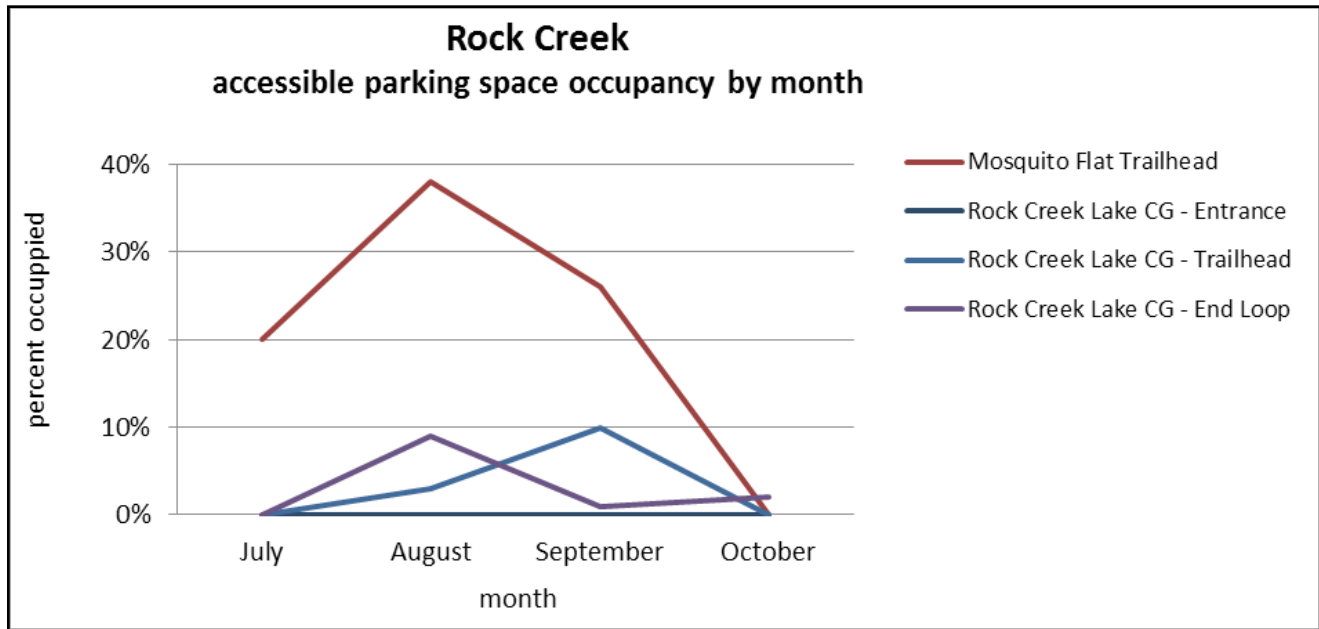 Rock Creek
accessible parking space occupancy by month
40%
30%
20%
10%
0%
percent occuppied
July August September October
month
Mosquito Flat Trailhead
Rock Creek Lake CG - Entrance
Rock Creek Lake CG - Trailhead
Rock Creek Lake CG - End Loop